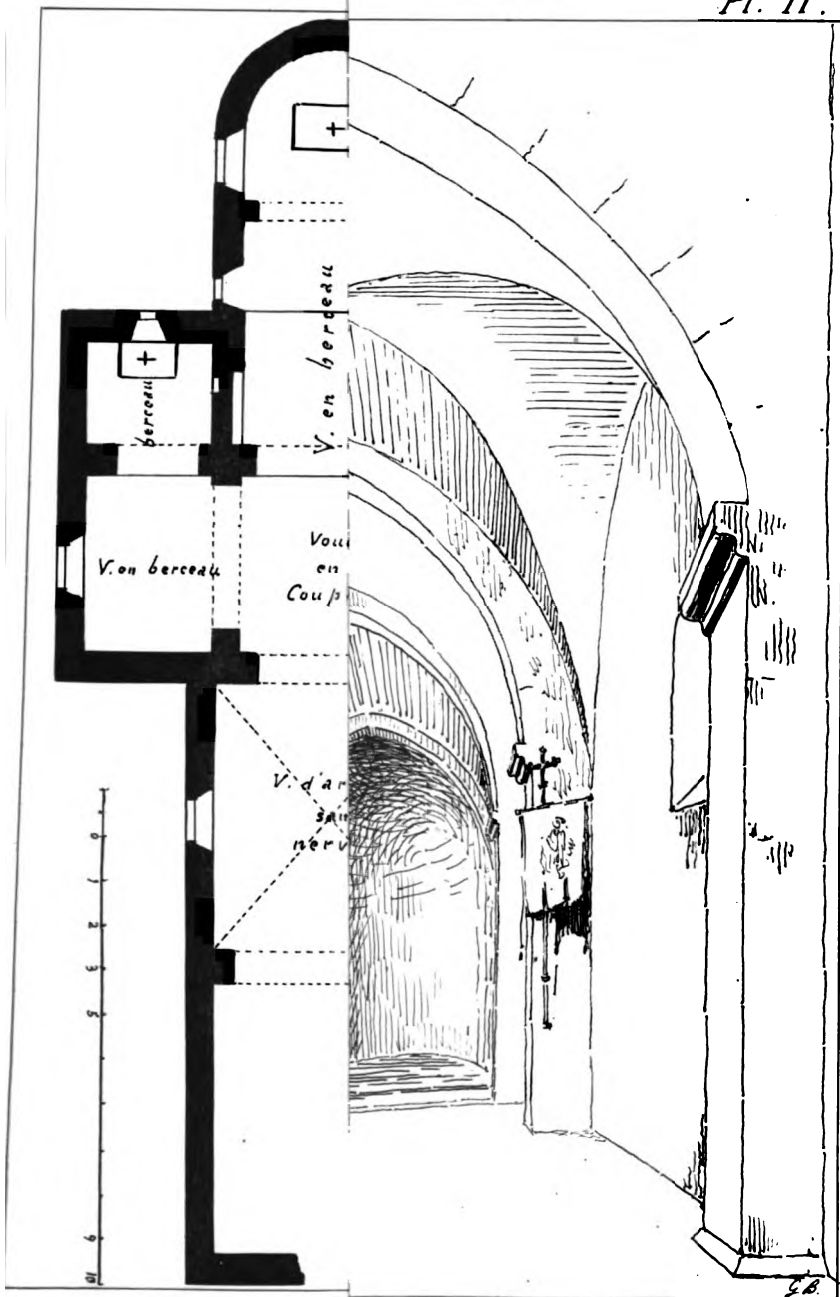 Pl. II.
V. en berceau
berceau
V. en berceau
Vou
en
Coup
V. d'ar
san
nerv
0
1
2
3
5
9
10
G B.